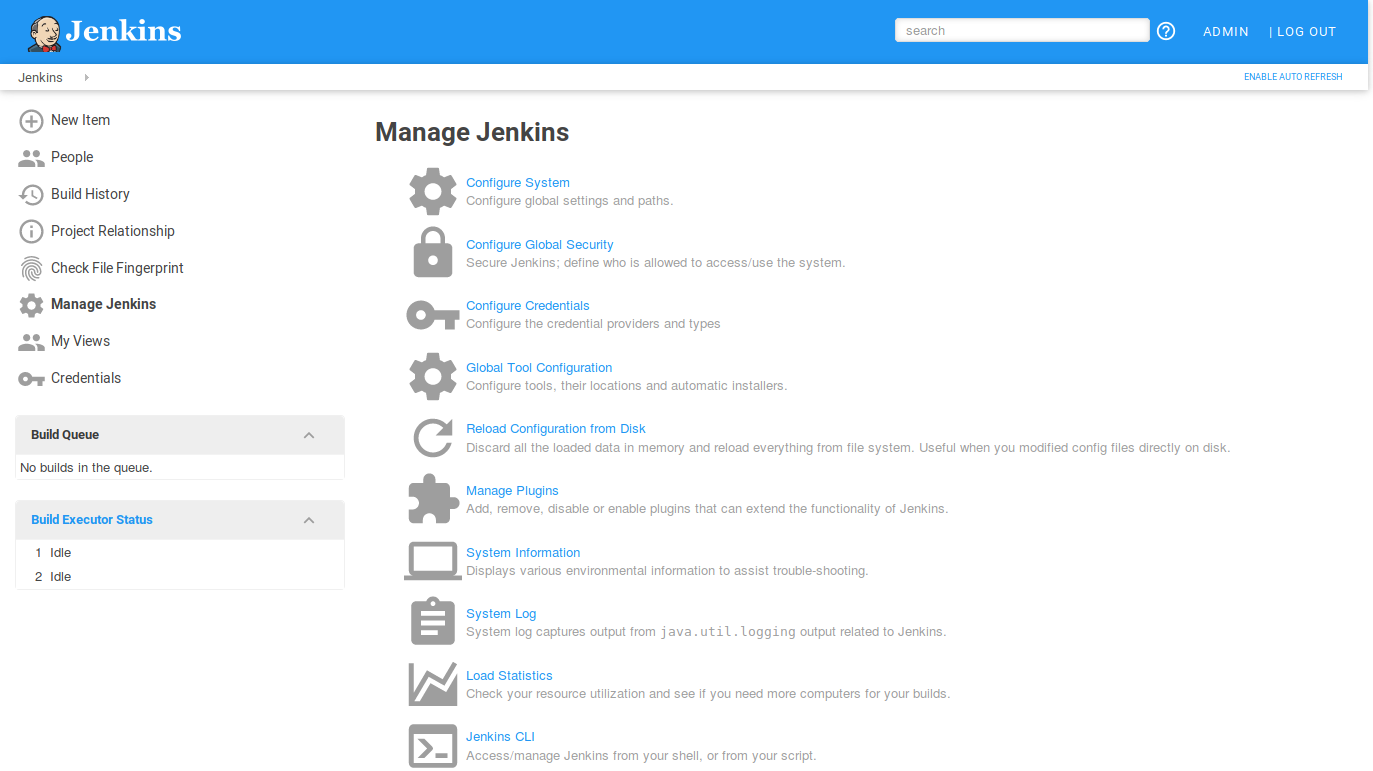 Jenkins
search
ADMIN
| LOG OUT
Jenkins
ENABLE AUTO REFRESH
New Item
People
Build History
Project Relationship
Check File Fingerprint
Manage Jenkins
My Views
Credentials
Build Queue
No builds in the queue.
Build Executor Status
1 Idle
2 Idle
Manage Jenkins
Configure System
Configure global settings and paths.
Configure Global Security
Secure Jenkins; define who is allowed to access/use the system.
Configure Credentials
Configure the credential providers and types
Global Tool Configuration
Configure tools, their locations and automatic installers.
Reload Configuration from Disk
Discard all the loaded data in memory and reload everything from file system. Useful when you modified config files directly on disk.
Manage Plugins
Add, remove, disable or enable plugins that can extend the functionality of Jenkins.
System Information
Displays various environmental information to assist trouble-shooting.
System Log
System log captures output from java.util.logging output related to Jenkins.
Load Statistics
Check your resource utilization and see if you need more computers for your builds.
Jenkins CLI
Access/manage Jenkins from your shell, or from your script.